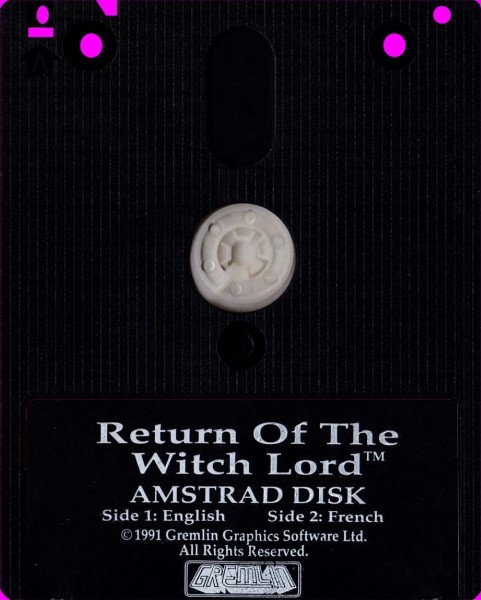 Return Of The
Witch Lord™
AMSTRAD DISK
Side 1: English Side 2: French
©1991 Gremlin Graphics Software Ltd.
All Rights Reserved.
GREMLIN